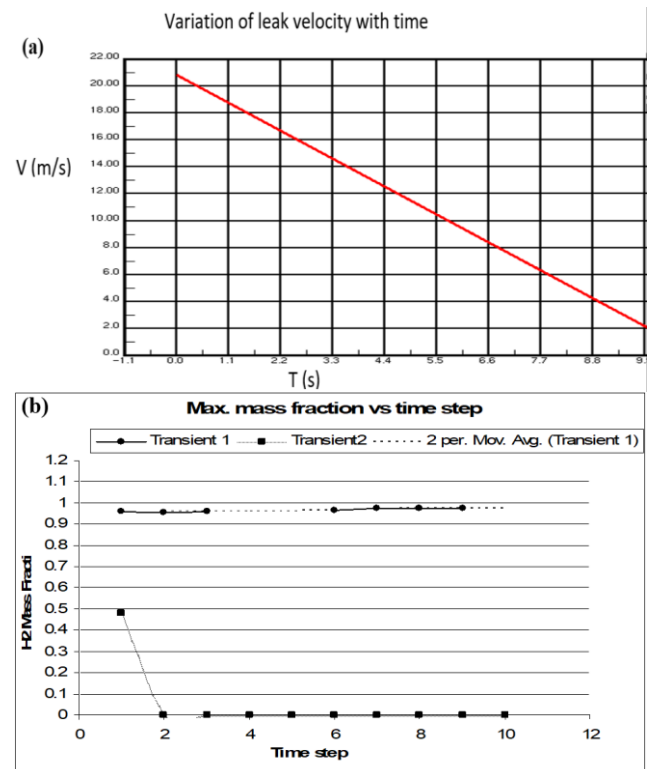 Variation of leak velocity with time
(a)
22.00
20.00
18.00
16.00
V (m/s)
14.00
12.00
10.00
8.0
6.0
4.0
2.0
0.0
-1.1 0.0 1.1 2.2 3.3 4.4 5.5 6.6 7.7 8.8 9.
T (s)
(b)
Max. mass fraction vs time step
Transient 1 Transient2 2 per. Mov. Avg. (Transient 1)
H2 Mass Fracti
1.2
1.1
1
0.9
0.8
0.7
0.6
0.5
0.4
0.3
0.2
0.1
0
0 2 4 6 8 10 12
Time step